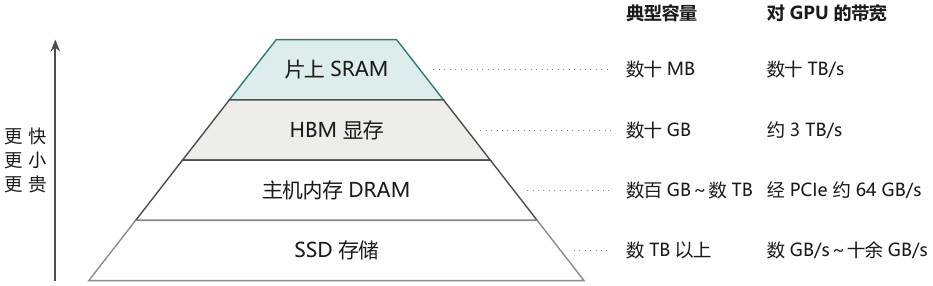 典型容量 对 GPU 的带宽
片上 SRAM 数十 MB 数十 TB/s
HBM 显存 数十 GB 约 3 TB/s
更 快
更 小
更 贵
主机内存 DRAM 数百 GB ~ 数 TB 经 PCIe 约 64 GB/s
SSD 存储 数 TB 以上 数 GB/s ~ 十余 GB/s